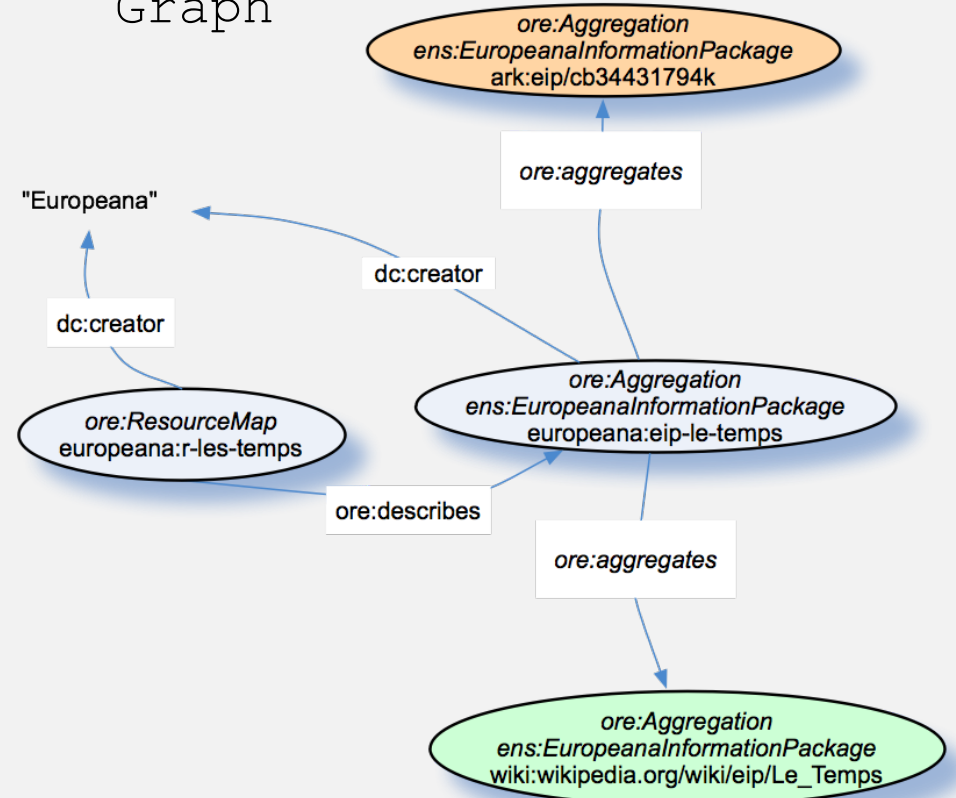 Graph
ore:Aggregation
ens:EuropeanaInformationPackage
ark:eip/cb34431794k
ore:aggregates
"Europeana"
dc:creator
dc:creator
ore:Aggregation
ens:EuropeanaInformationPackage
europeana:eip-le-temps
ore:ResourceMap
europeana:r-les-temps
ore:describes
ore:aggregates
ore:Aggregation
ens:EuropeanaInformationPackage
wiki:wikipedia.org/wiki/eip/Le_Temps